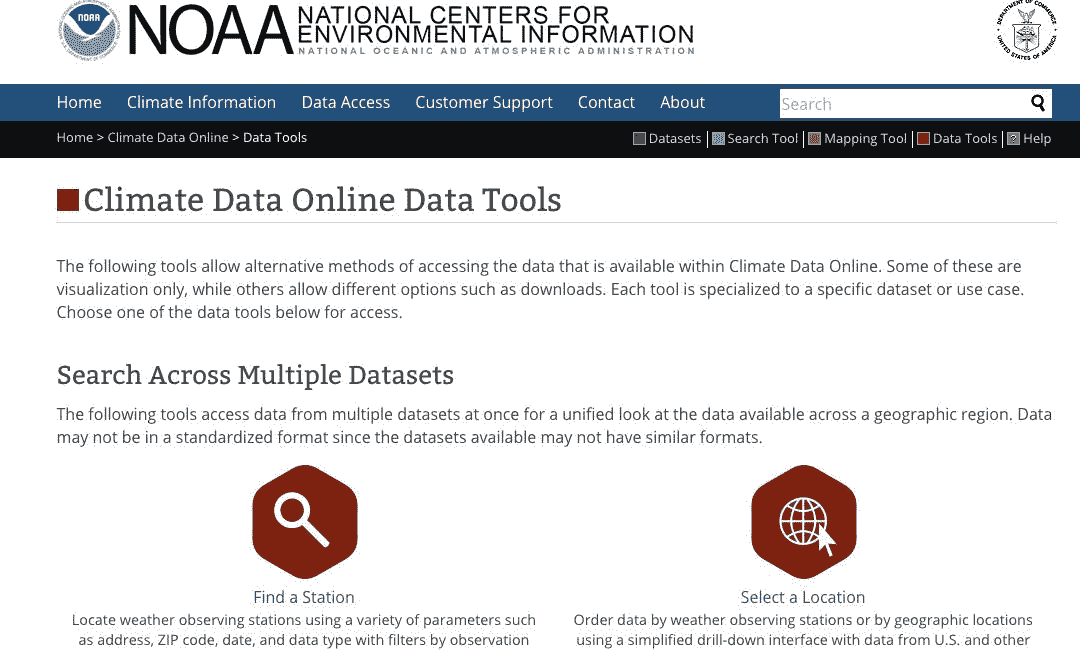 NOAA
NOAA
NATIONAL CENTERS FOR
ENVIRONMENTAL INFORMATION
NATIONAL OCEANIC AND ATMOSPHERIC ADMINISTRATION
DEPARTMENT OF COMMERCE
UNITED STATES OF AMERICA
Home Climate Information Data Access Customer Support Contact About Search
Home > Climate Data Online > Data Tools Datasets Search Tool Mapping Tool Data Tools ? Help
Climate Data Online Data Tools
The following tools allow alternative methods of accessing the data that is available within Climate Data Online. Some of these are
visualization only, while others allow different options such as downloads. Each tool is specialized to a specific dataset or use case.
Choose one of the data tools below for access.
Search Across Multiple Datasets
The following tools access data from multiple datasets at once for a unified look at the data available across a geographic region. Data
may not be in a standardized format since the datasets available may not have similar formats.
Find a Station
Locate weather observing stations using a variety of parameters such
as address, ZIP code, date, and data type with filters by observation
Select a Location
Order data by weather observing stations or by geographic locations
using a simplified drill-down interface with data from U.S. and other